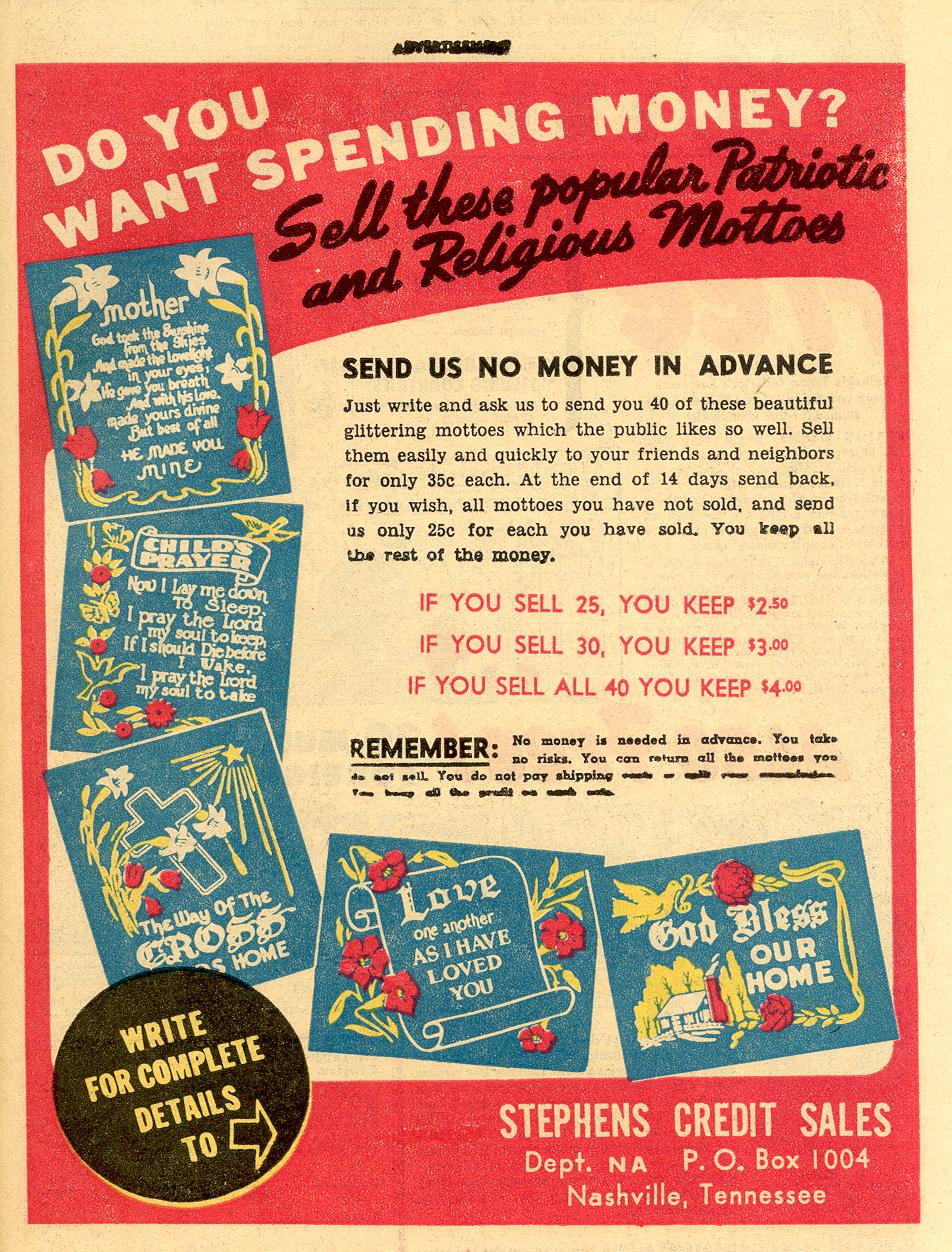 ADVERTISEMENT
DO YOU
WANT SPENDING MONEY?
Sell these popular Patriotic
and Religious Mottoes
mother
God took the Sunshine
from the Skies
And made the Lovelight
in your eyes;
He gave you breath
And with his Love.
made yours divine
But best of all
HE MADE YOU
MINE
CHILD'S
PRAYER
Now I Lay me down
To Sleep,
I pray the Lord
my soul to keep,
If I should Die before
I Wake,
I pray the Lord
my soul to take
The Way Of The
CROSS
HOME
SEND US NO MONEY IN ADVANCE
Just write and ask us to send you 40 of these beautiful
glittering mottoes which the public likes so well. Sell
them easily and quickly to your friends and neighbors
for only 35c each. At the end of 14 days send back,
if you wish, all mottoes you have not sold, and send
us only 25c for each you have sold. You keep all
the rest of the money.
IF YOU SELL 25, YOU KEEP $2.50
IF YOU SELL 30, YOU KEEP $3.00
IF YOU SELL ALL 40 YOU KEEP $4.00
REMEMBER: No money is needed in advance. You take
no risks. You can return all the mottoes you
do not sell. You do not pay shipping
You keep all the profit on each
Love
one another
AS I HAVE
LOVED
YOU
God Bless
OUR
HOME
WRITE
FOR COMPLETE
DETAILS
TO
STEPHENS CREDIT SALES
Dept. NA P. O. Box 1004
Nashville, Tennessee